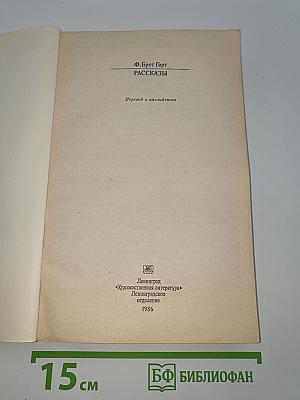 Ф. Брет Гарт
РАССКАЗЫ
Перевод с английского
Ленинград
«Художественная литература»
Ленинградское
отделение
1986
15 см
БФ БИБЛИОФАН